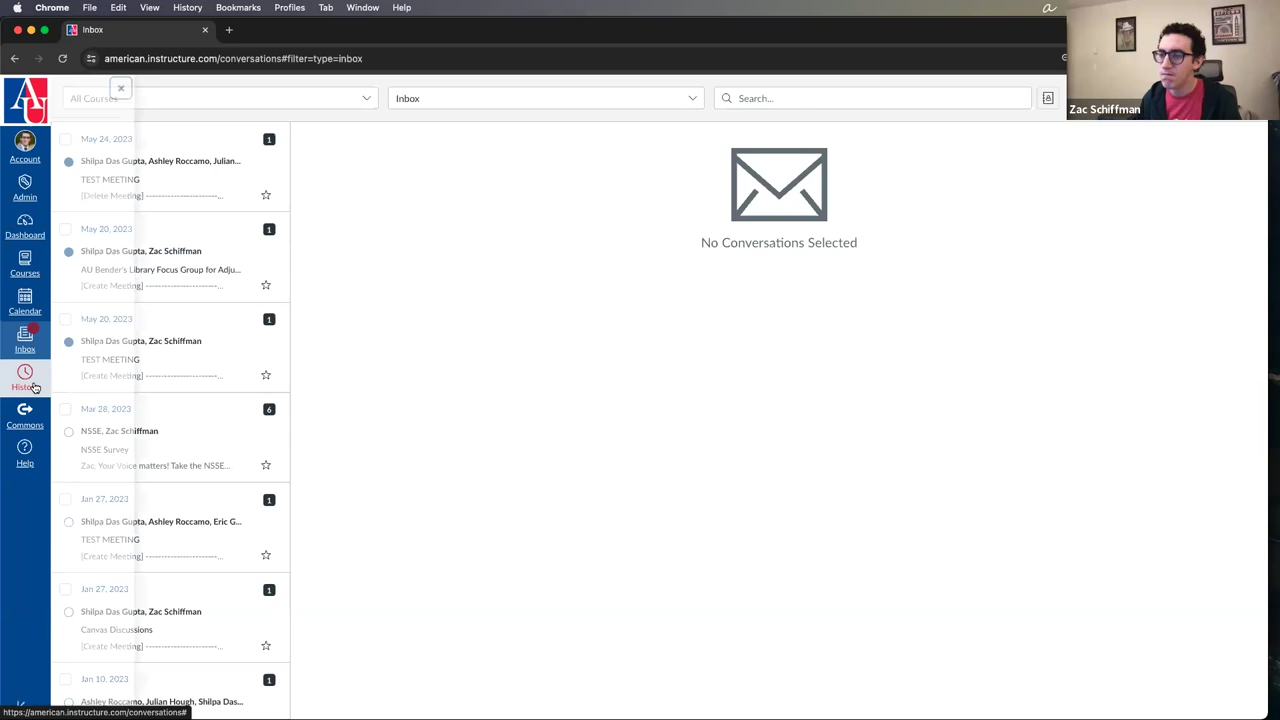 Chrome File Edit View History Bookmarks Profiles Tab Window Help
Inbox
american.instructure.com/conversations#filter=type=inbox
Zac Schiffman
AU
All Courses
Inbox
Search...
Account
Admin
Dashboard
Courses
Calendar
Inbox
History
Commons
Help
May 24, 2023 1
Shilpa Das Gupta, Ashley Roccamo, Julian...
TEST MEETING
[Delete Meeting] -----------------------...
May 20, 2023 1
Shilpa Das Gupta, Zac Schiffman
AU Bender's Library Focus Group for Adju...
[Create Meeting] -----------------------...
May 20, 2023 1
Shilpa Das Gupta, Zac Schiffman
TEST MEETING
[Create Meeting] -----------------------...
Mar 28, 2023 6
NSSE, Zac Schiffman
NSSE Survey
Zac, Your Voice matters! Take the NSSE...
Jan 27, 2023 1
Shilpa Das Gupta, Ashley Roccamo, Eric G...
TEST MEETING
[Create Meeting] -----------------------...
Jan 27, 2023 1
Shilpa Das Gupta, Zac Schiffman
Canvas Discussions
[Create Meeting] -----------------------...
Jan 10, 2023 1
Ashley Roccamo, Julian Hough, Shilpa Das...
No Conversations Selected
https://american.instructure.com/conversations#